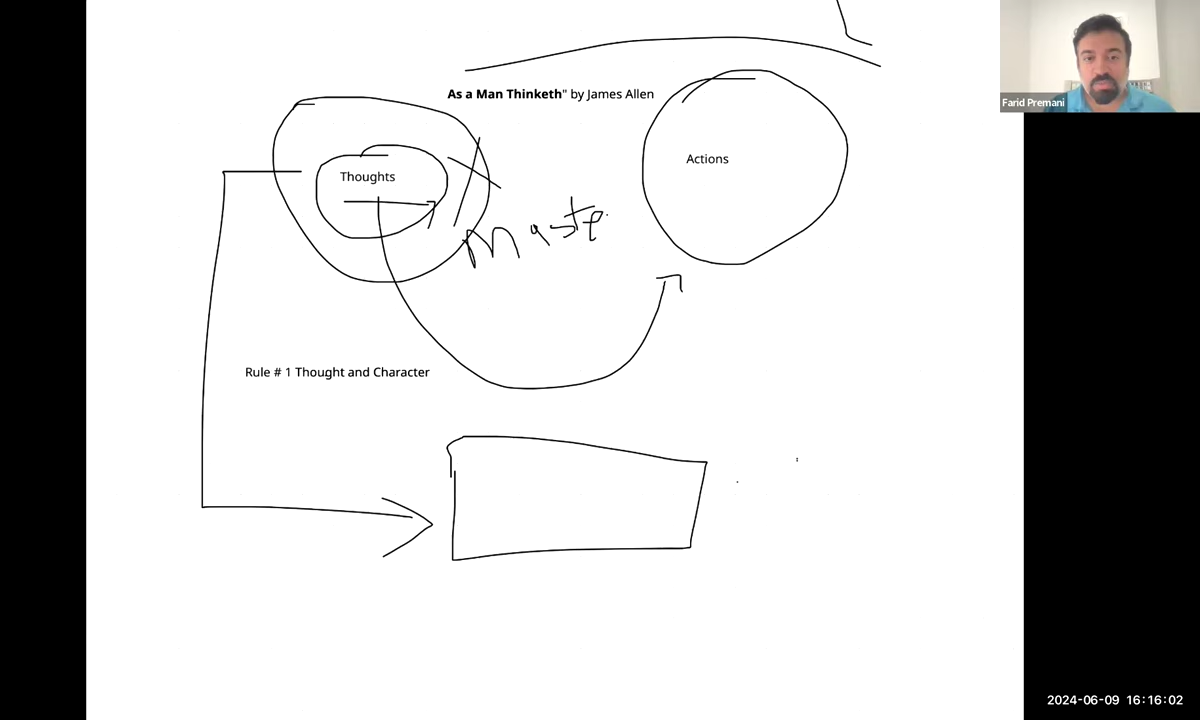 Farid Premani
As a Man Thinketh" by James Allen
Actions
Thoughts
Maste
Rule # 1 Thought and Character
2024-06-09 16:16:02